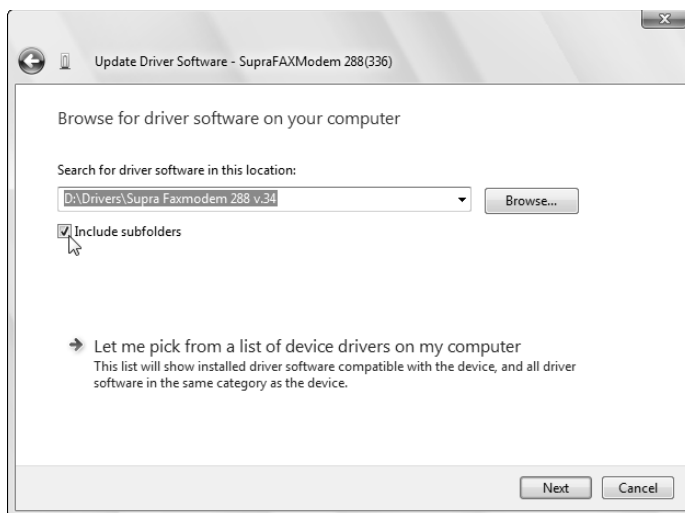 Update Driver Software - SupraFAXModem 288(336)
Browse for driver software on your computer
Search for driver software in this location:
D:\Drivers\Supra Faxmodem 288 v.34
Browse...
Include subfolders
Let me pick from a list of device drivers on my computer
This list will show installed driver software compatible with the device, and all driver
software in the same category as the device.
Next
Cancel